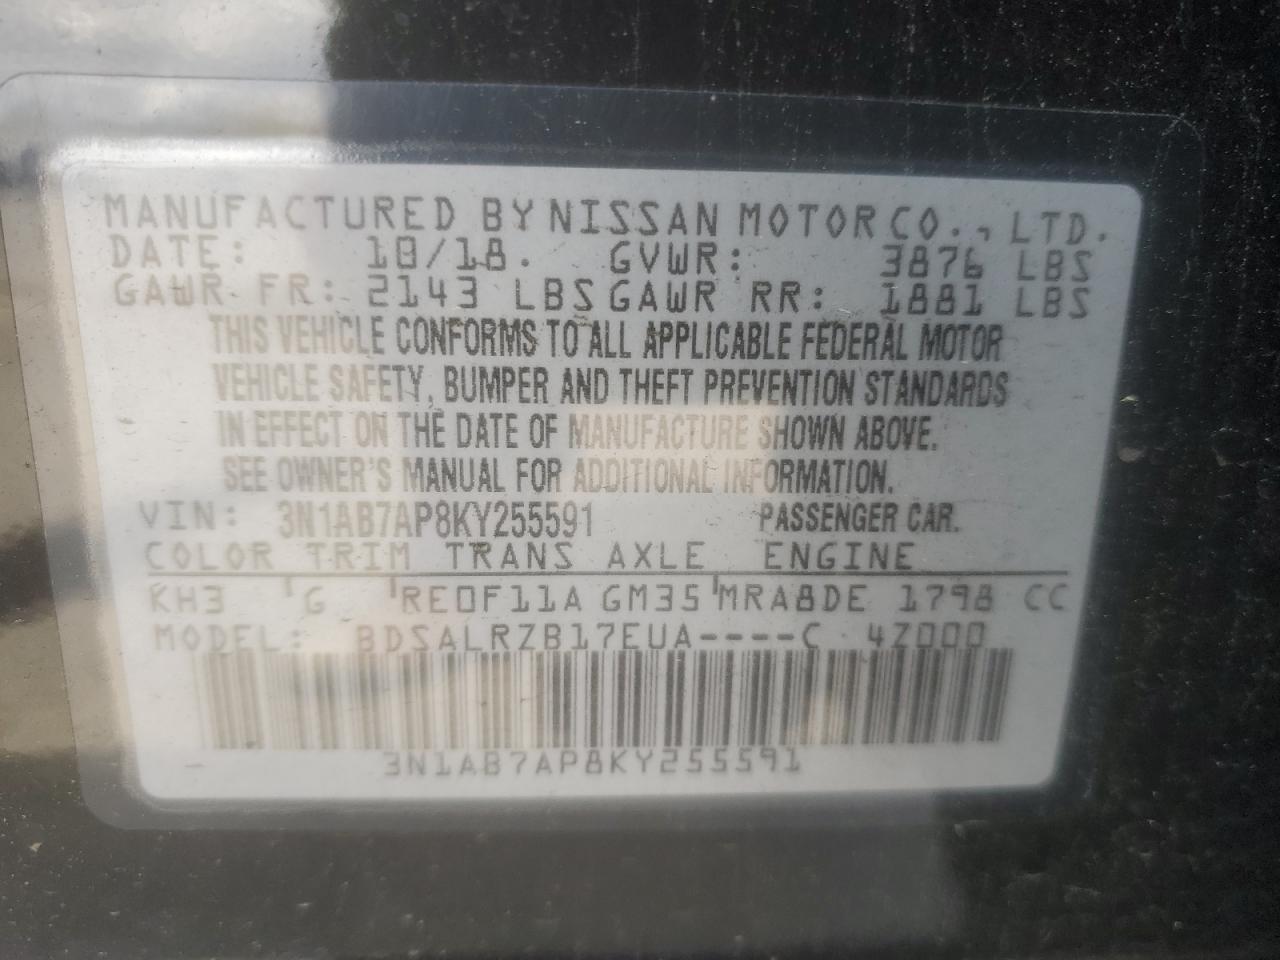 MANUFACTURED BY NISSAN MOTOR CO., LTD.
DATE: 10/18. GVWR: 3876 LBS
GAWR FR: 2143 LBS GAWR RR: 1881 LBS
THIS VEHICLE CONFORMS TO ALL APPLICABLE FEDERAL MOTOR
VEHICLE SAFETY, BUMPER AND THEFT PREVENTION STANDARDS
IN EFFECT ON THE DATE OF MANUFACTURE SHOWN ABOVE.
SEE OWNER'S MANUAL FOR ADDITIONAL INFORMATION.
VIN: 3N1AB7AP8KY255591 PASSENGER CAR.
COLOR TRIM TRANS AXLE ENGINE
KH3 G RE0F11A GM35 MRA8DE 1798 CC
MODEL: BDSALRZB17EUA----C 4Z000
3N1AB7AP8KY255591